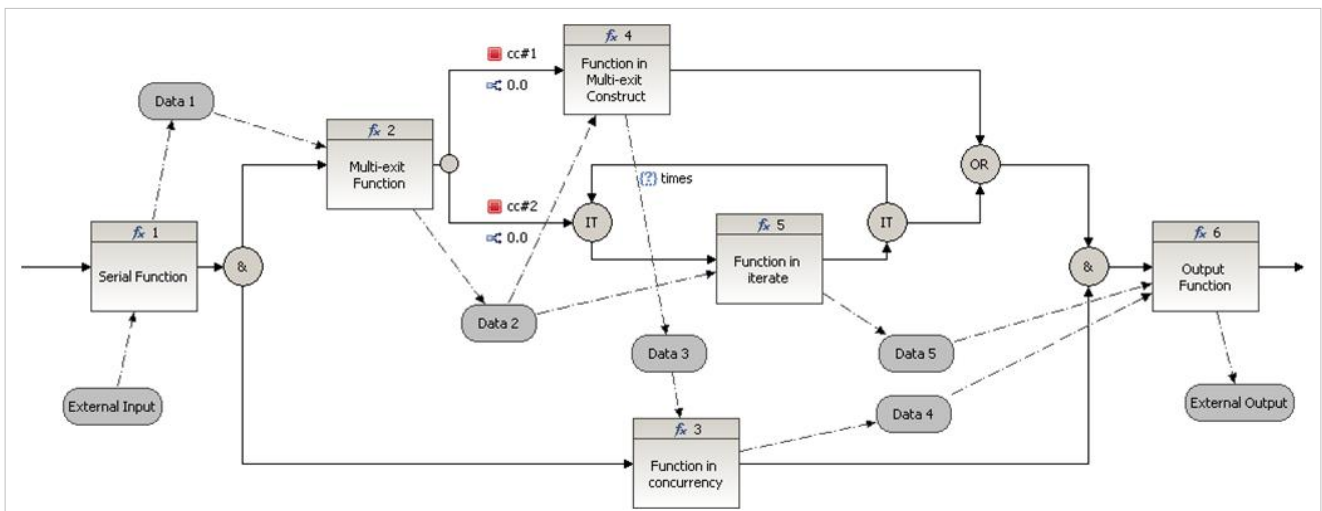 fx 4
cc#1
Function in
Multi-exit
Construct
0.0
Data 1
fx 2
Multi-exit
Function
OR
{?} times
cc#2
IT
IT
fx 5
0.0
Function in
iterate
fx 1
Serial Function
&
fx 6
Output
Function
&
Data 2
Data 3
Data 5
External Input
Data 4
External Output
fx 3
Function in
concurrency